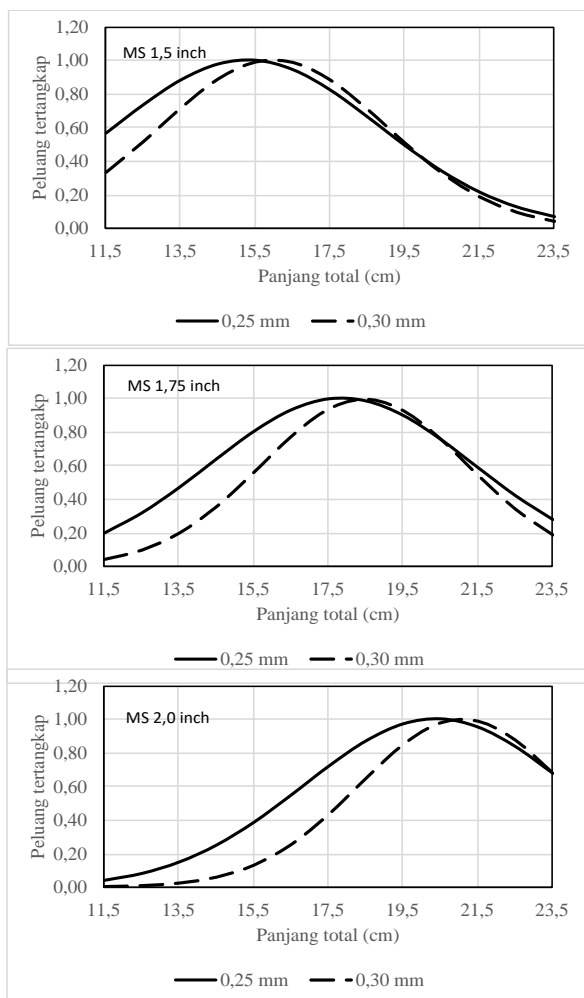 1,20
MS 1,5 inch
1,00
0,80
0,60
0,40
0,20
0,00
Peluang tertangkap
11,5 13,5 15,5 17,5 19,5 21,5 23,5
Panjang total (cm)
0,25 mm 0,30 mm
1,20
MS 1,75 inch
1,00
0,80
0,60
0,40
0,20
0,00
Peluang tertangakp
11,5 13,5 15,5 17,5 19,5 21,5 23,5
Panjang total (cm)
0,25 mm 0,30 mm
1,20
MS 2,0 inch
1,00
0,80
0,60
0,40
0,20
0,00
Peluang tertangkap
11,5 13,5 15,5 17,5 19,5 21,5 23,5
Panjang total (cm)
0,25 mm 0,30 mm